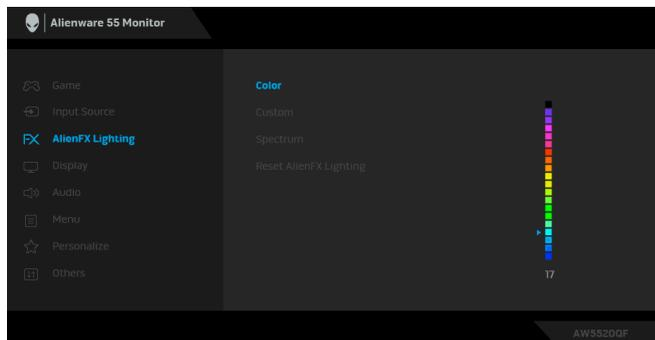 Alienware 55 Monitor
Game
Input Source
FX AlienFX Lighting
Display
Audio
Menu
Personalize
Others
Color
Custom
Spectrum
Reset AlienFX Lighting
17
AW5520QF